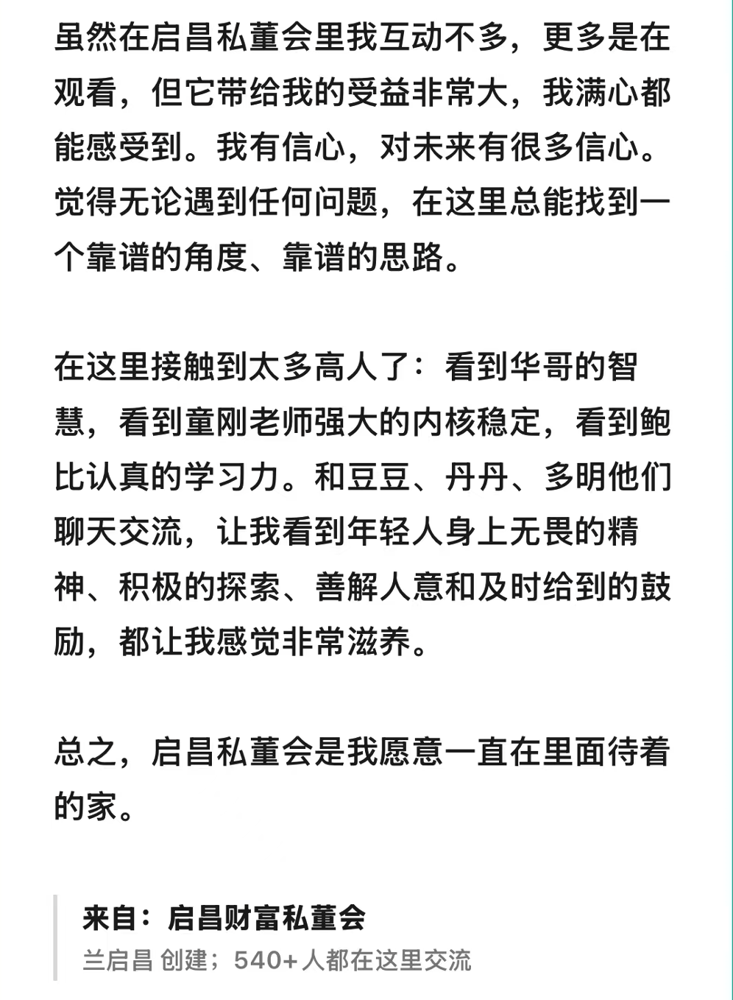 虽然在启昌私董会里我互动不多，更多是在
观看，但它带给我的受益非常大，我满心都
能感受到。我有信心，对未来有很多信心。
觉得无论遇到任何问题，在这里总能找到一
个靠谱的角度、靠谱的思路。
在这里接触到太多高人了：看到华哥的智
慧，看到童刚老师强大的内核稳定，看到鲍
比认真的学习力。和豆豆、丹丹、多明他们
聊天交流，让我看到年轻人身上无畏的精
神、积极的探索、善解人意和及时给到的鼓
励，都让我感觉非常滋养。
总之，启昌私董会是我愿意一直在里面待着
的家。
来自：启昌财富私董会
兰启昌 创建；540+人都在这里交流